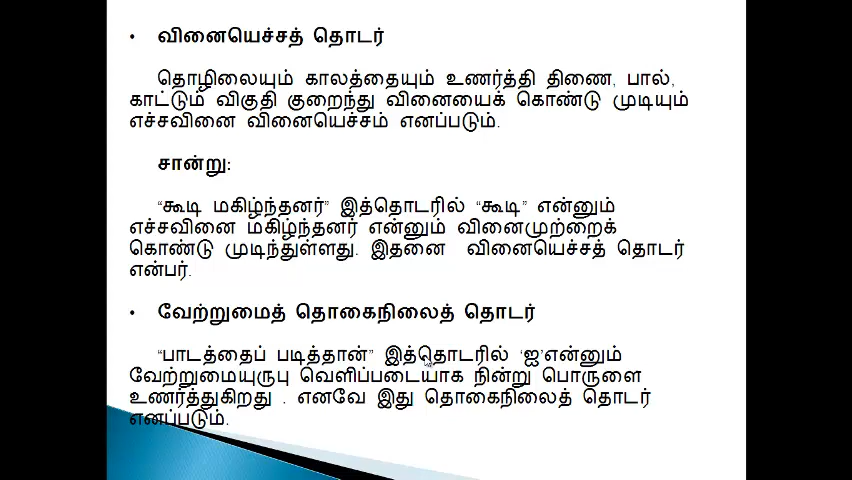 • வினையெச்சத் தொடர்
தொழிலையும் காலத்தையும் உணர்த்தி திணை, பால்,
காட்டும் விகுதி குறைந்து வினையைக் கொண்டு முடியும்
எச்சவினை வினையெச்சம் எனப்படும்.
சான்று:
“கூடி மகிழ்ந்தனர்” இத்தொடரில் “கூடி” என்னும்
எச்சவினை மகிழ்ந்தனர் என்னும் வினைமுற்றைக்
கொண்டு முடிந்துள்ளது. இதனை வினையெச்சத் தொடர்
என்பர்.
• வேற்றுமைத் தொகைநிலைத் தொடர்
“பாடத்தைப் படித்தான்” இத்தொடரில் ‘ஐ’என்னும்
வேற்றுமையுருபு வெளிப்படையாக நின்று பொருளை
உணர்த்துகிறது . எனவே இது தொகைநிலைத் தொடர்
எனப்படும்.